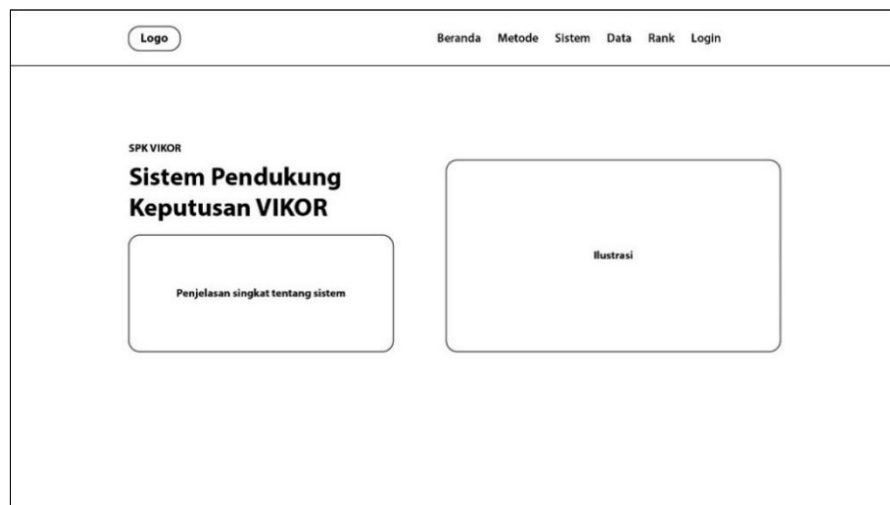 Logo
Beranda Metode Sistem Data Rank Login
SPK VIKOR
Sistem Pendukung
Keputusan VIKOR
Penjelasan singkat tentang sistem
Ilustrasi